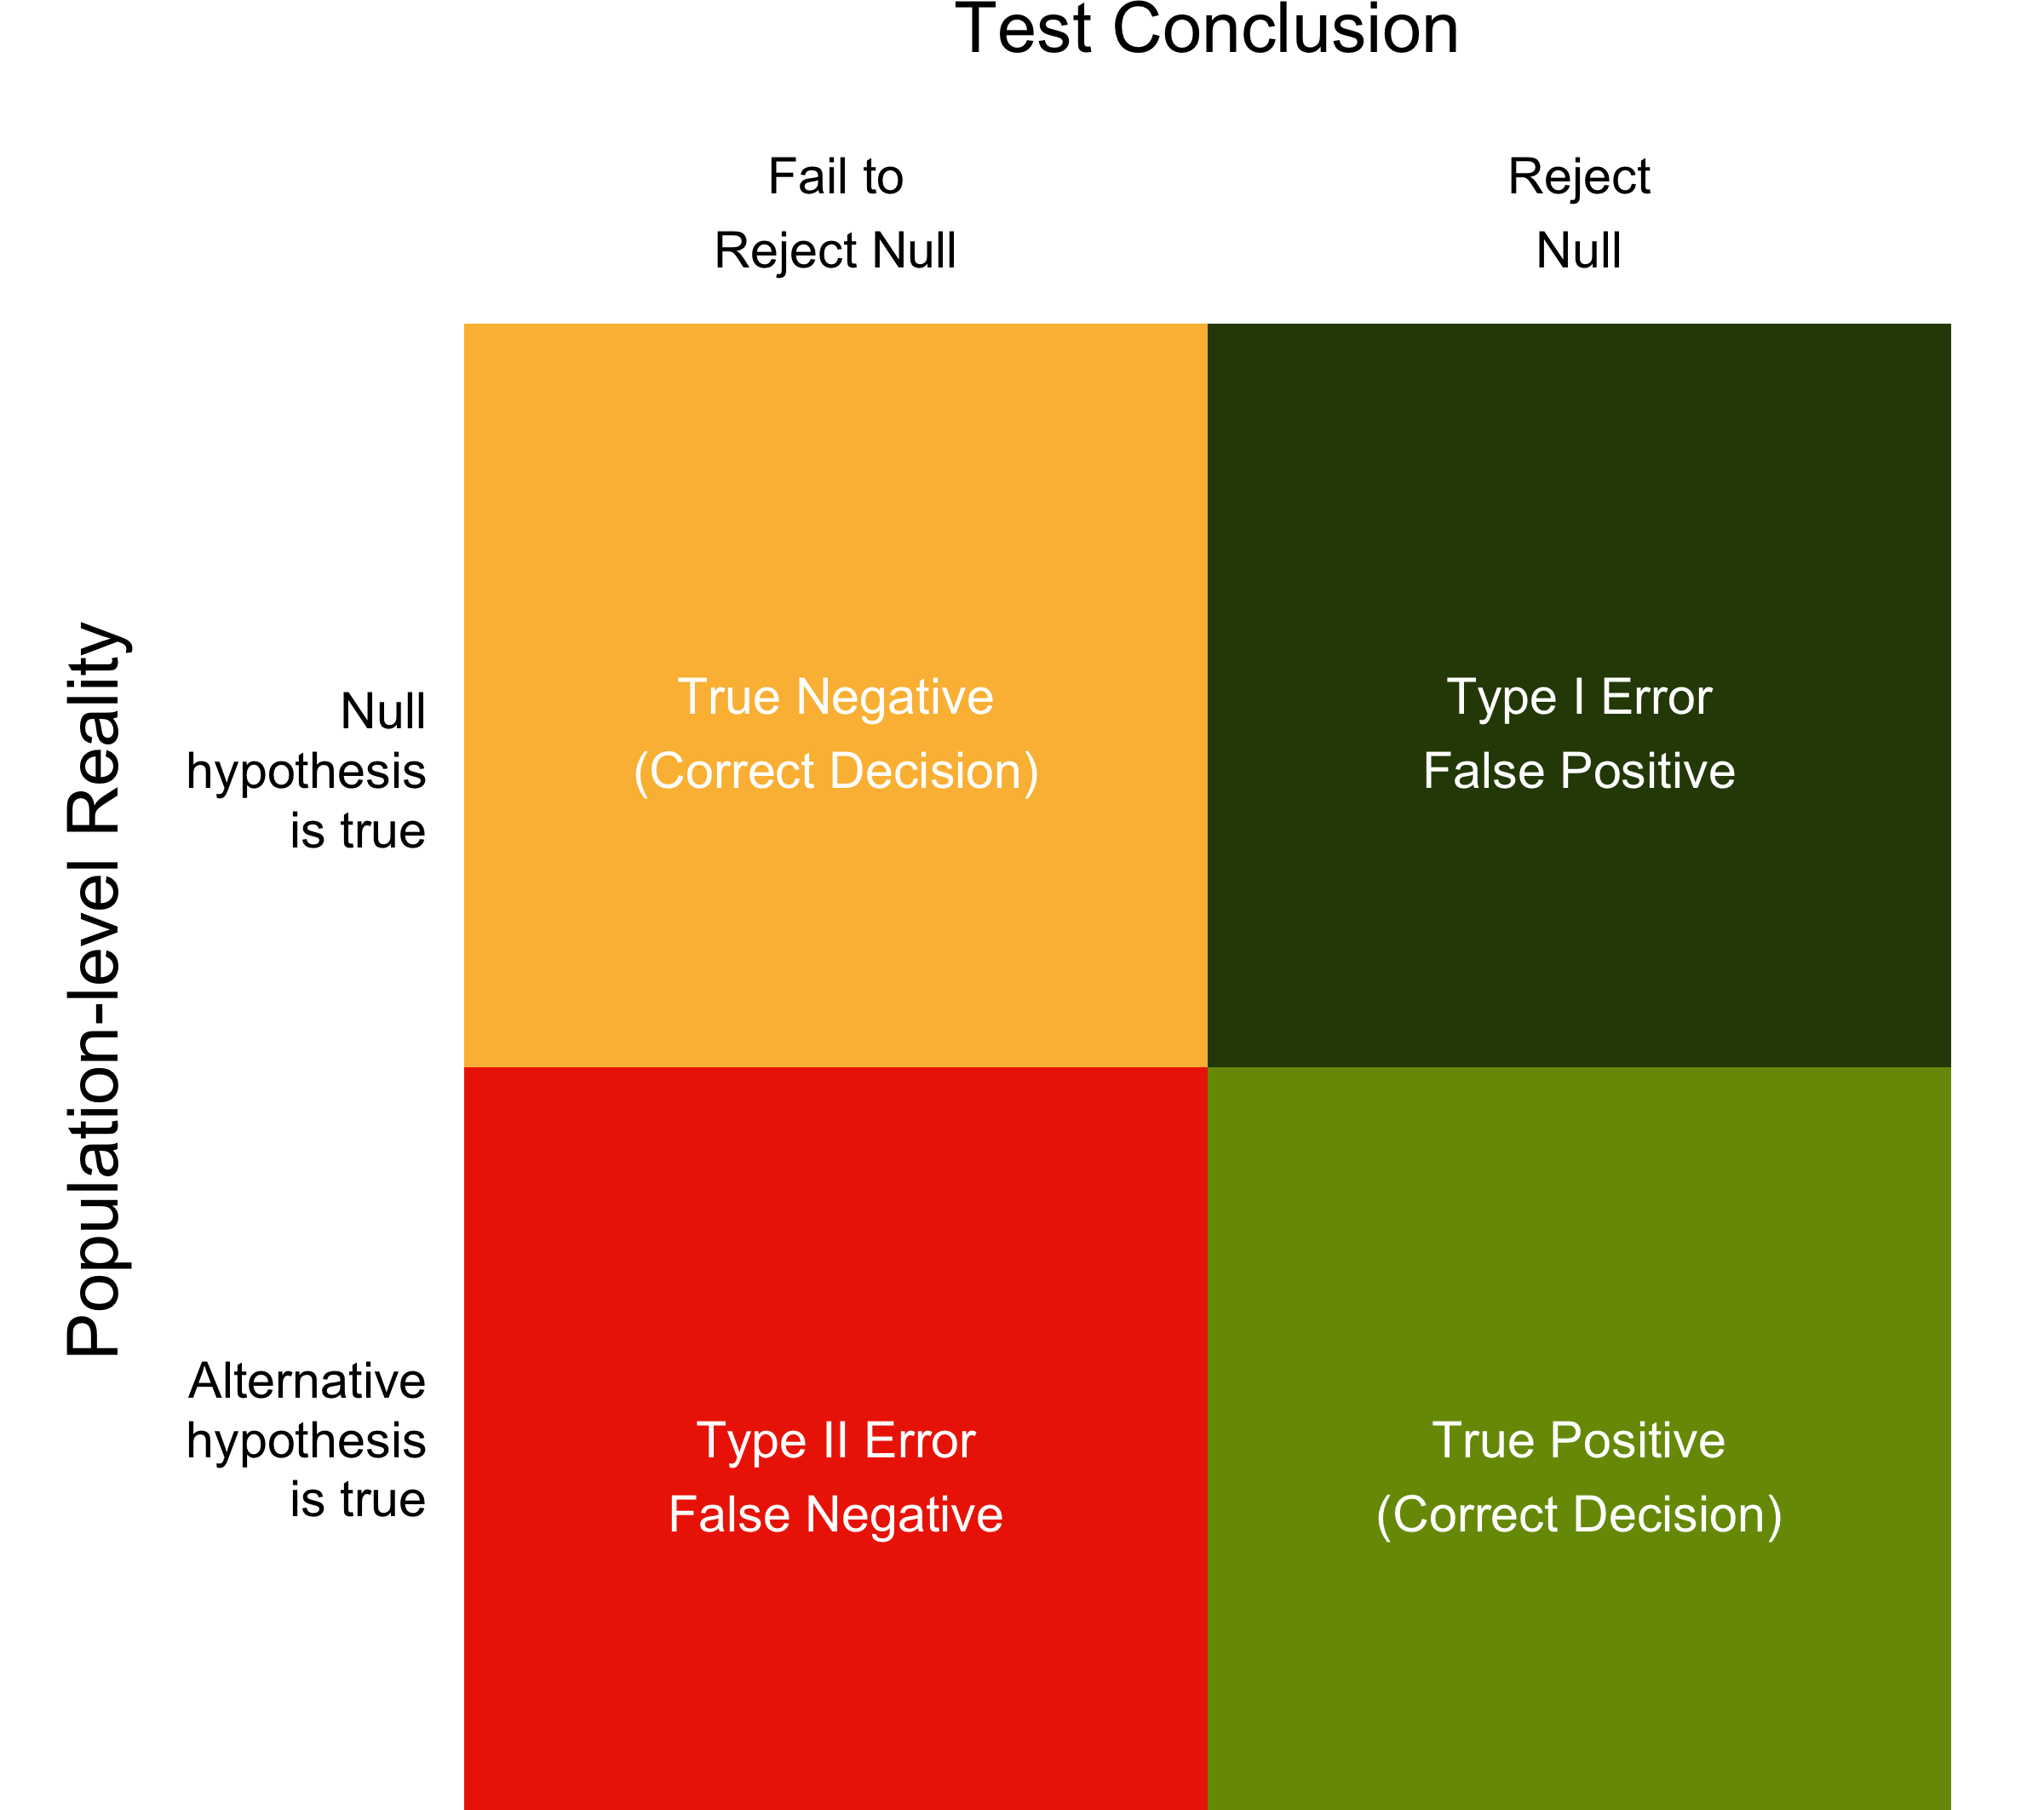 Test Conclusion
Fail to
Reject Null
Reject
Null
Population-level Reality
Null
hypothesis
is true
True Negative
(Correct Decision)
Type I Error
False Positive
Alternative
hypothesis
is true
Type II Error
False Negative
True Positive
(Correct Decision)